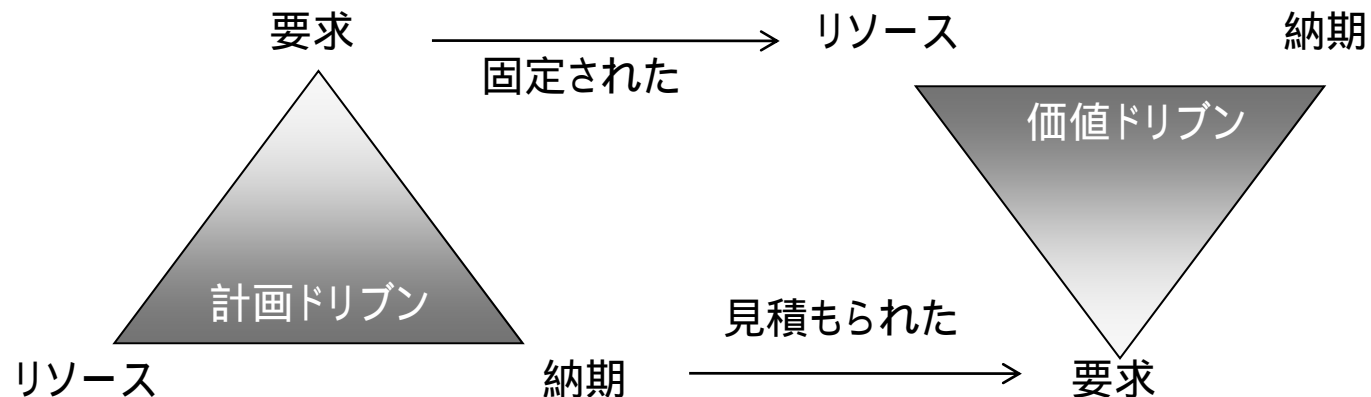 要求
リソース
納期
固定された
価値ドリブン
計画ドリブン
見積もられた
リソース
納期
要求